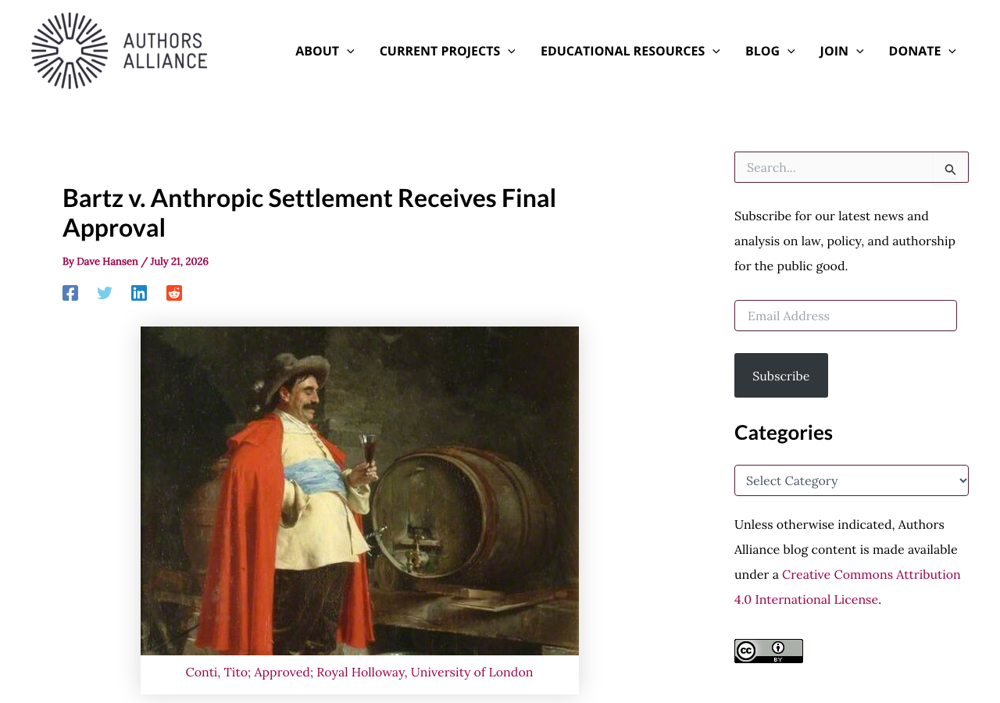 AUTHORS
ALLIANCE
ABOUT
CURRENT PROJECTS
EDUCATIONAL RESOURCES
BLOG
JOIN
DONATE
Bartz v. Anthropic Settlement Receives Final
Approval
By Dave Hansen / July 21, 2026
Conti, Tito; Approved; Royal Holloway, University of London
Search...
Subscribe for our latest news and
analysis on law, policy, and authorship
for the public good.
Email Address
Subscribe
Categories
Select Category
Unless otherwise indicated, Authors
Alliance blog content is made available
under a Creative Commons Attribution
4.0 International License.
cc BY